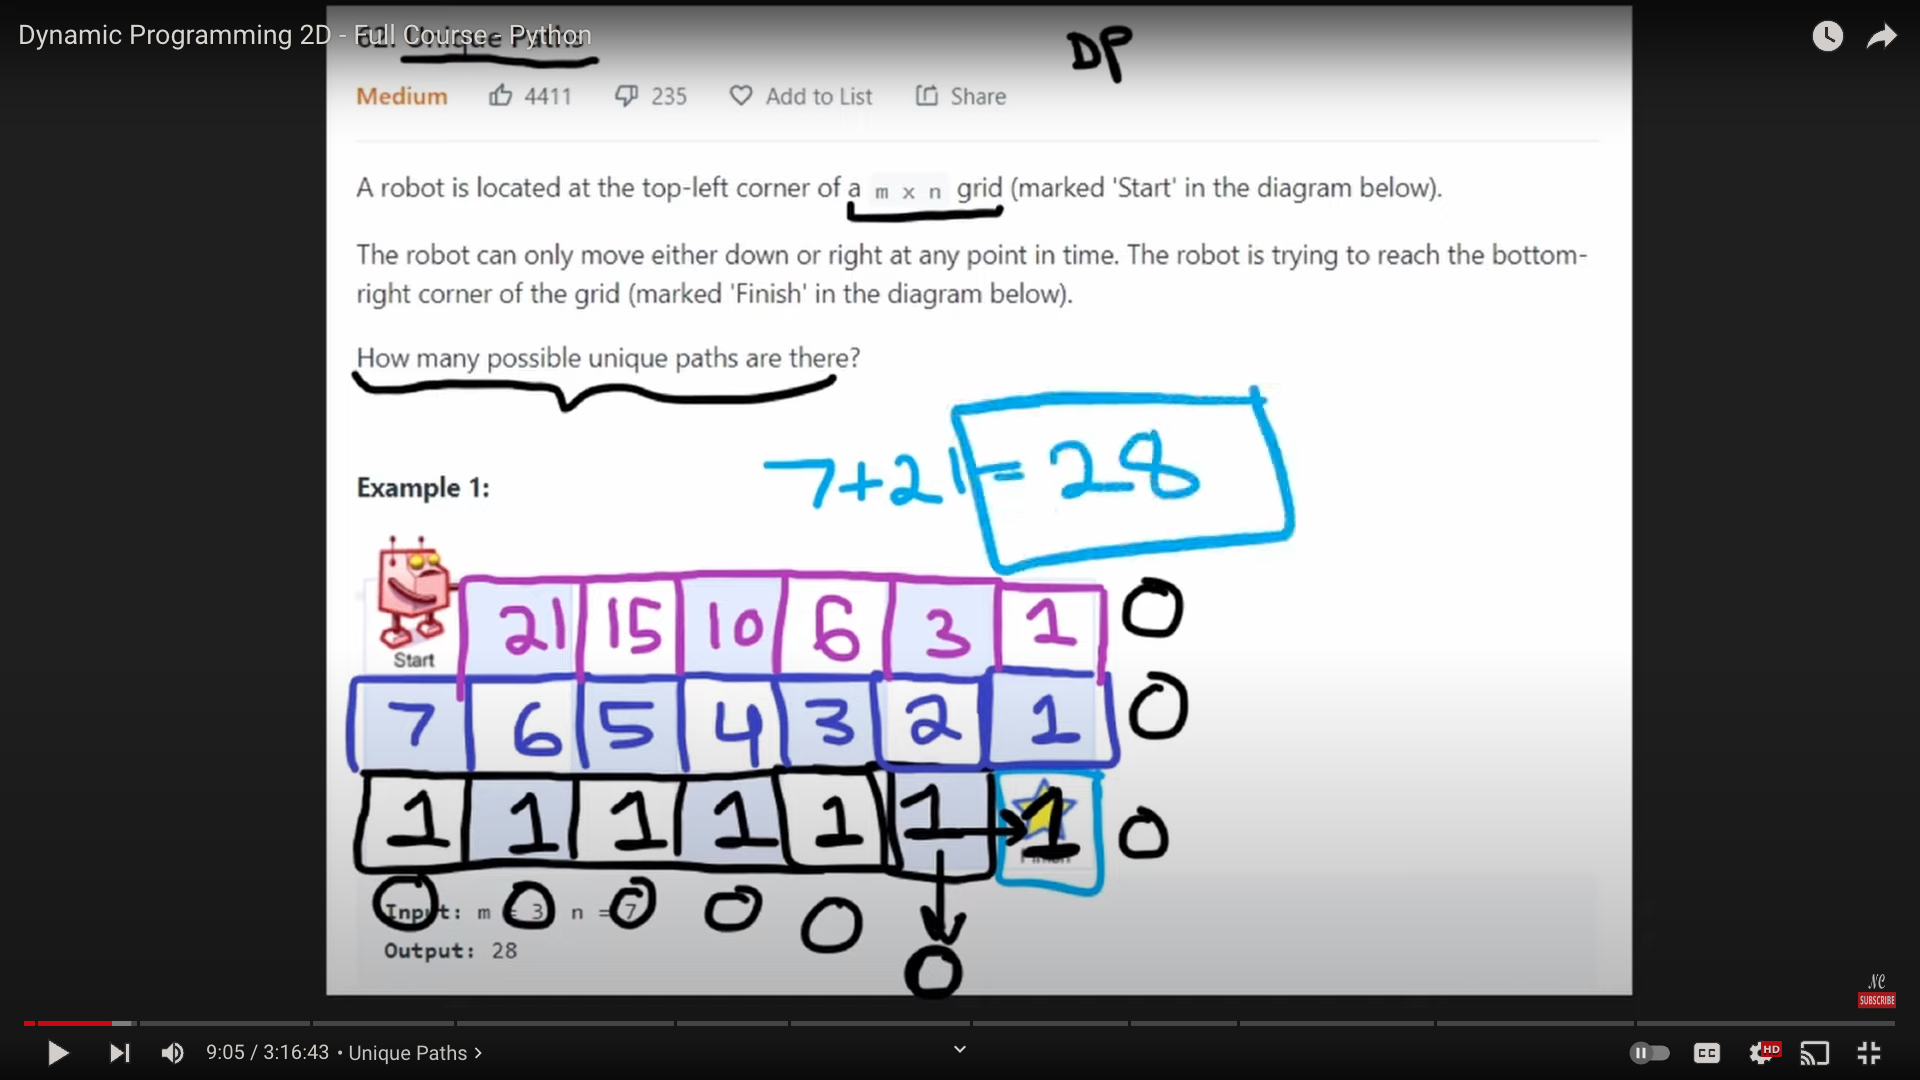 Dynamic Programming 2D - Full Course - Python
62. Unique Paths
DP
Medium 4411 235 Add to List Share
A robot is located at the top-left corner of a m x n grid (marked 'Start' in the diagram below).
The robot can only move either down or right at any point in time. The robot is trying to reach the bottom-
right corner of the grid (marked 'Finish' in the diagram below).
How many possible unique paths are there?
7+21= 28
Example 1:
Start
21 15 10 6 3 1 0
7 6 5 4 3 2 1 0
1 1 1 1 1 1 1 0
Finish
0 0 0 0 0 0
Input: m = 3, n = 7
Output: 28
NC
SUBSCRIBE
9:05 / 3:16:43 • Unique Paths ›
CC
HD